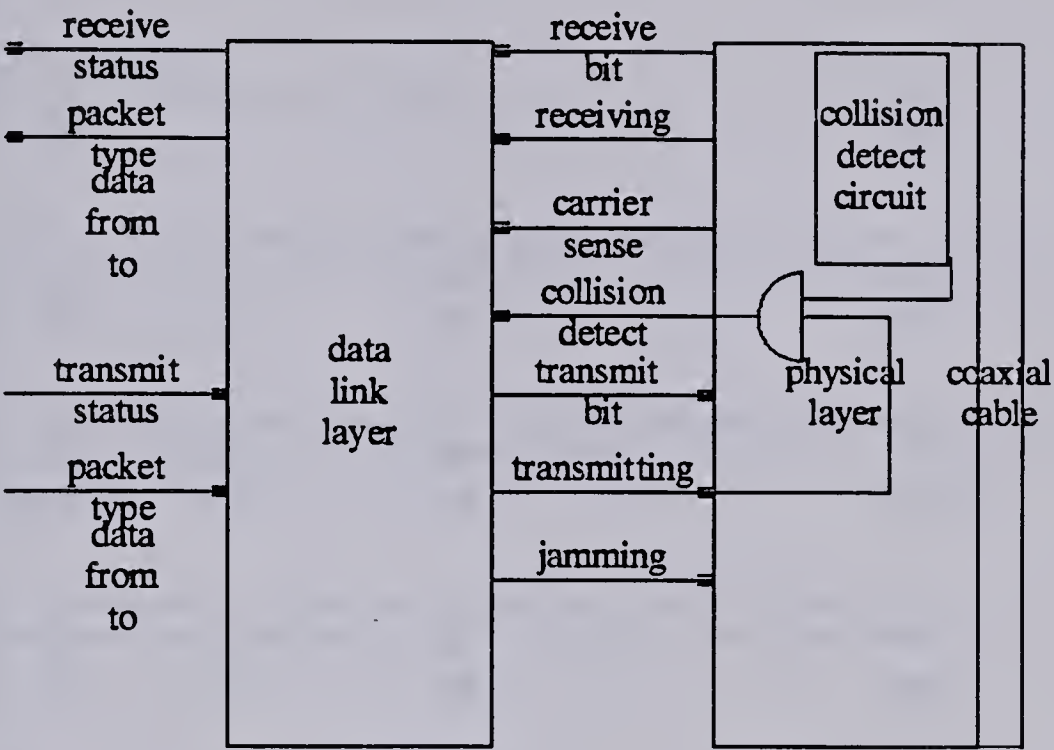 receive
status
packet
type
data
from
to
transmit
status
packet
type
data
from
to
data
link
layer
receive
bit
receiving
carrier
sense
collision
detect
transmit
bit
transmitting
jamming
collision
detect
circuit
physical
layer
coaxial
cable